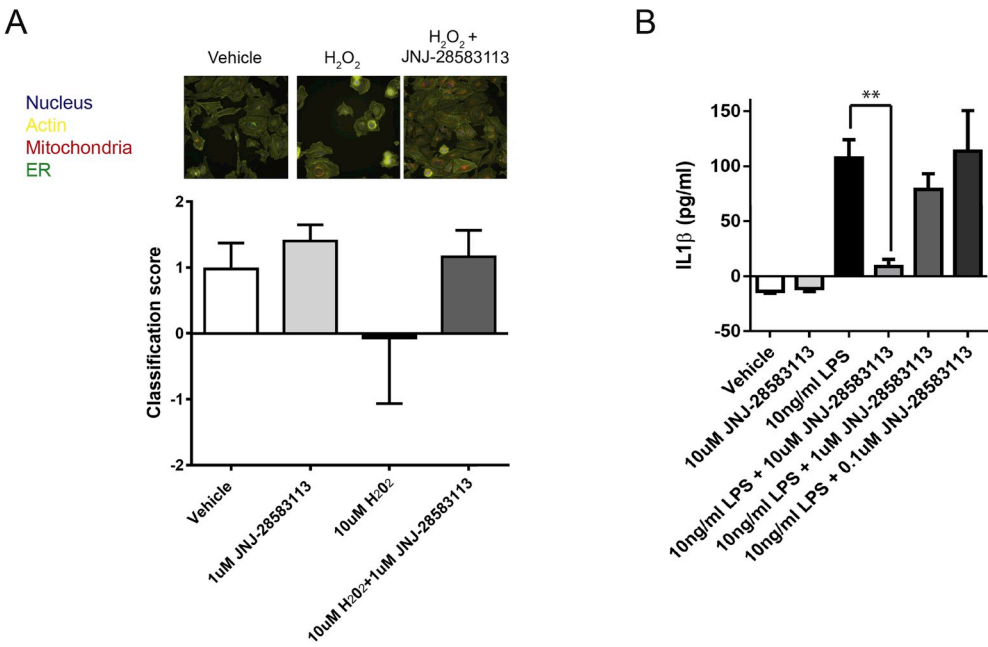 A
Vehicle
H₂O₂
H₂O₂ +
JNJ-28583113
Nucleus
Actin
Mitochondria
ER
Classification score
2
1
0
-1
-2
Vehicle
1uM JNJ-28583113
10uM H₂0₂
10uM H₂0₂+1uM JNJ-28583113
B
**
IL1β (pg/ml)
150
100
50
0
-50
Vehicle
10uM JNJ-28583113
10ng/ml LPS
10ng/ml LPS + 10uM JNJ-28583113
10ng/ml LPS + 1uM JNJ-28583113
10ng/ml LPS + 0.1uM JNJ-28583113